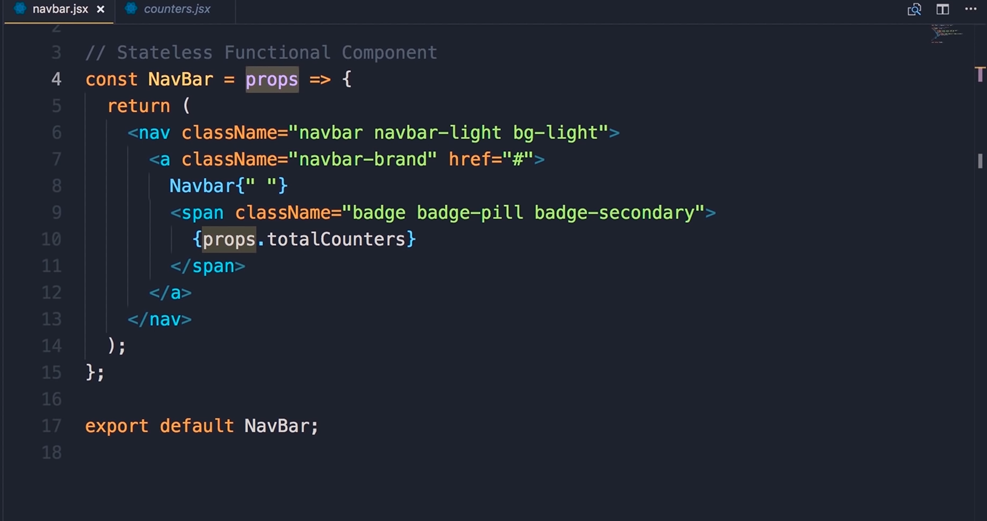 navbar.jsx × counters.jsx ...
2
3 // Stateless Functional Component
4 const NavBar = props => {
5 return (
6 <nav className="navbar navbar-light bg-light">
7 <a className="navbar-brand" href="#">
8 Navbar{" "}
9 <span className="badge badge-pill badge-secondary">
10 {props.totalCounters}
11 </span>
12 </a>
13 </nav>
14 );
15 };
16
17 export default NavBar;
18